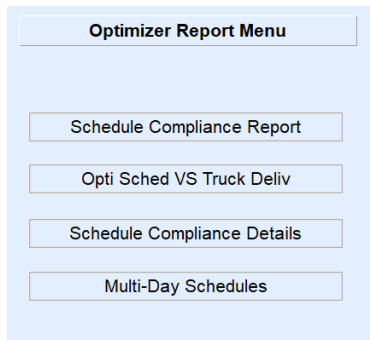 Optimizer Report Menu
Schedule Compliance Report
Opti Sched VS Truck Deliv
Schedule Compliance Details
Multi-Day Schedules